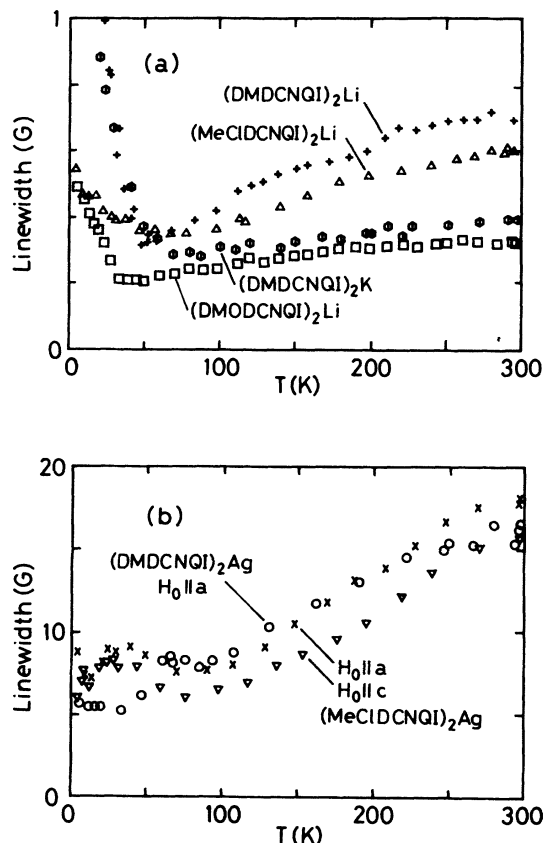 1
(a)
(DMDCNQI)₂Li
(MeClDCNQI)₂Li
Linewidth (G)
(DMDCNQI)₂K
(DMODCNQI)₂Li
0
0
100
200
300
T(K)
20
(b)
(DMDCNQI)₂Ag
H₀∥a
Linewidth (G)
10
H₀∥a
H₀∥c
(MeClDCNQI)₂Ag
0
0
100
200
300
T(K)